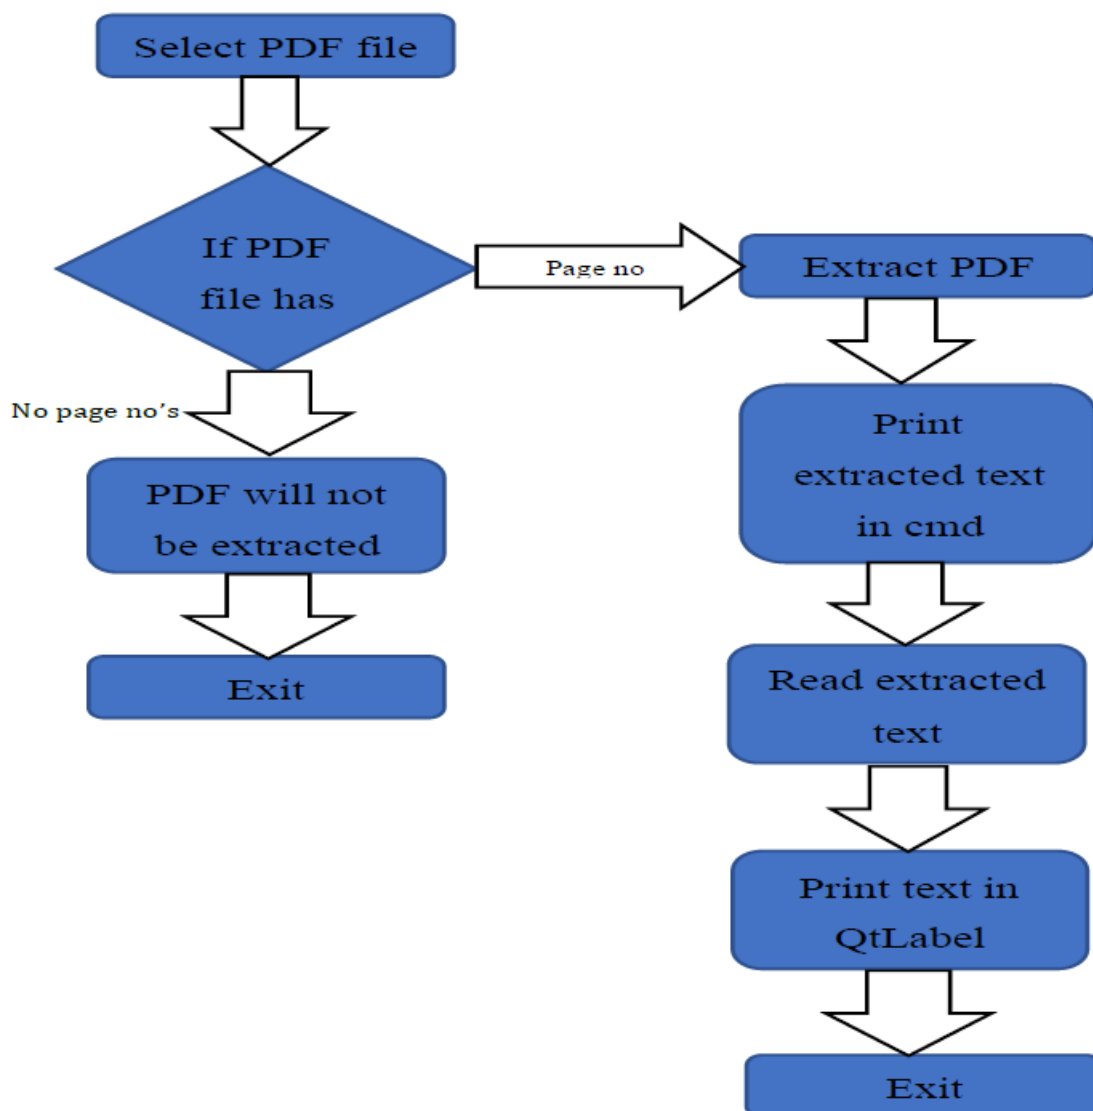 Select PDF file
If PDF
file has
Page no
Extract PDF
No page no’s
PDF will not
be extracted
Exit
Print
extracted text
in cmd
Read extracted
text
Print text in
QtLabel
Exit